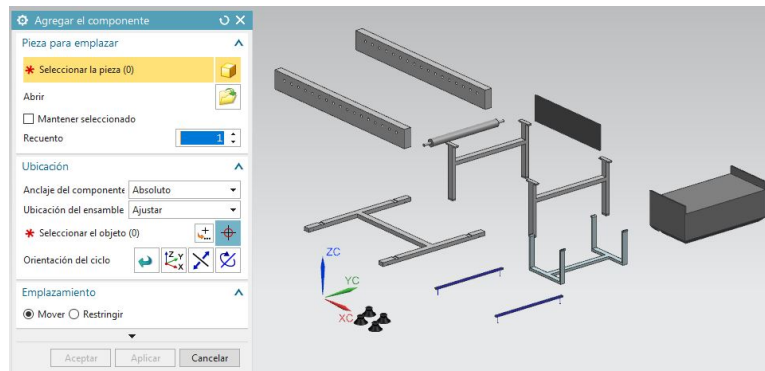 Agregar el componente
Pieza para emplazar
* Seleccionar la pieza (0)
Abrir
Mantener seleccionado
Recuento 1
Ubicación
Anclaje del componente Absoluto
Ubicación del ensamble Ajustar
* Seleccionar el objeto (0)
Orientación del ciclo
Emplazamiento
Mover Restringir
Aceptar Aplicar Cancelar
ZC
YC
XC